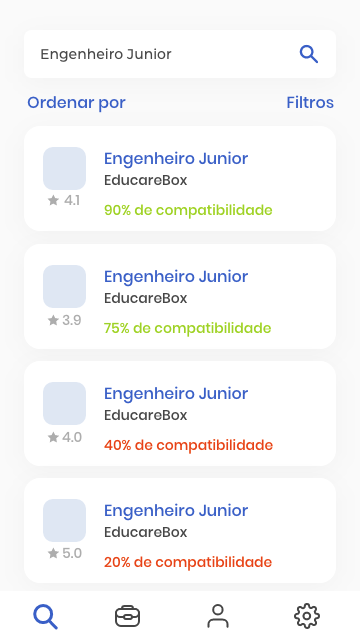 Engenheiro Junior
Ordenar por
Filtros
Engenheiro Junior
EducareBox
4.1
90% de compatibilidade
Engenheiro Junior
EducareBox
3.9
75% de compatibilidade
Engenheiro Junior
EducareBox
4.0
40% de compatibilidade
Engenheiro Junior
EducareBox
5.0
20% de compatibilidade